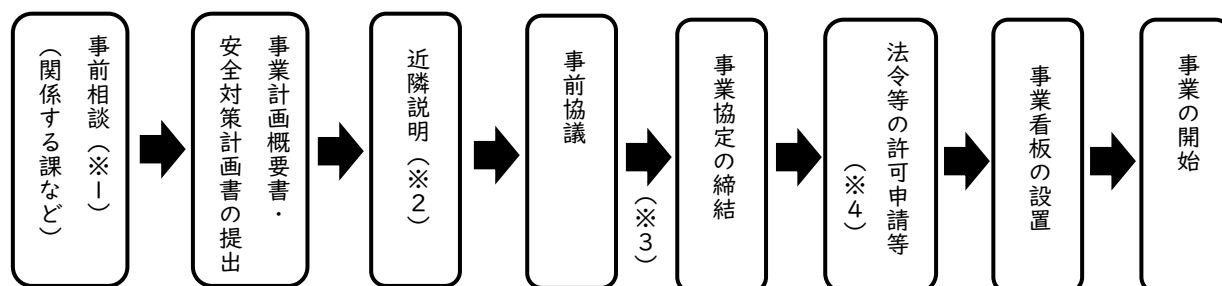 事前相談（※1）
（関係する課など）
事業計画概要書・
安全対策計画書の提出
近隣説明（※2）
事前協議
（※3）
事業協定の締結
法令等の許可申請等
（※4）
事業看板の設置
事業の開始